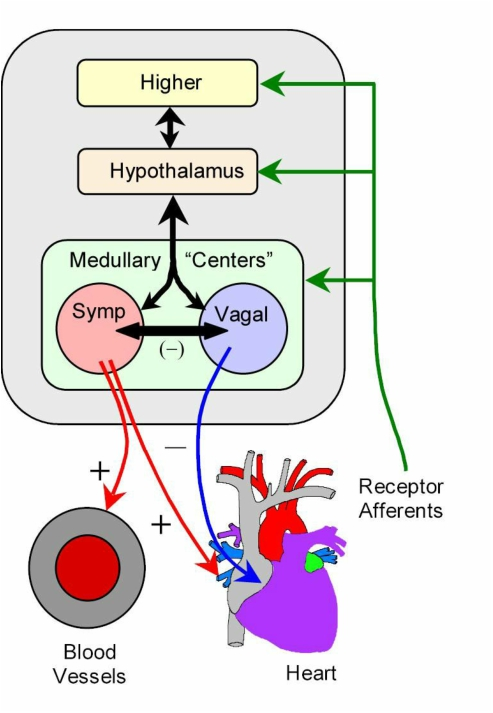 Higher
Hypothalamus
Medullary “Centers”
Symp
Vagal
(−)
−
+
+
Receptor
Afferents
Blood
Vessels
Heart